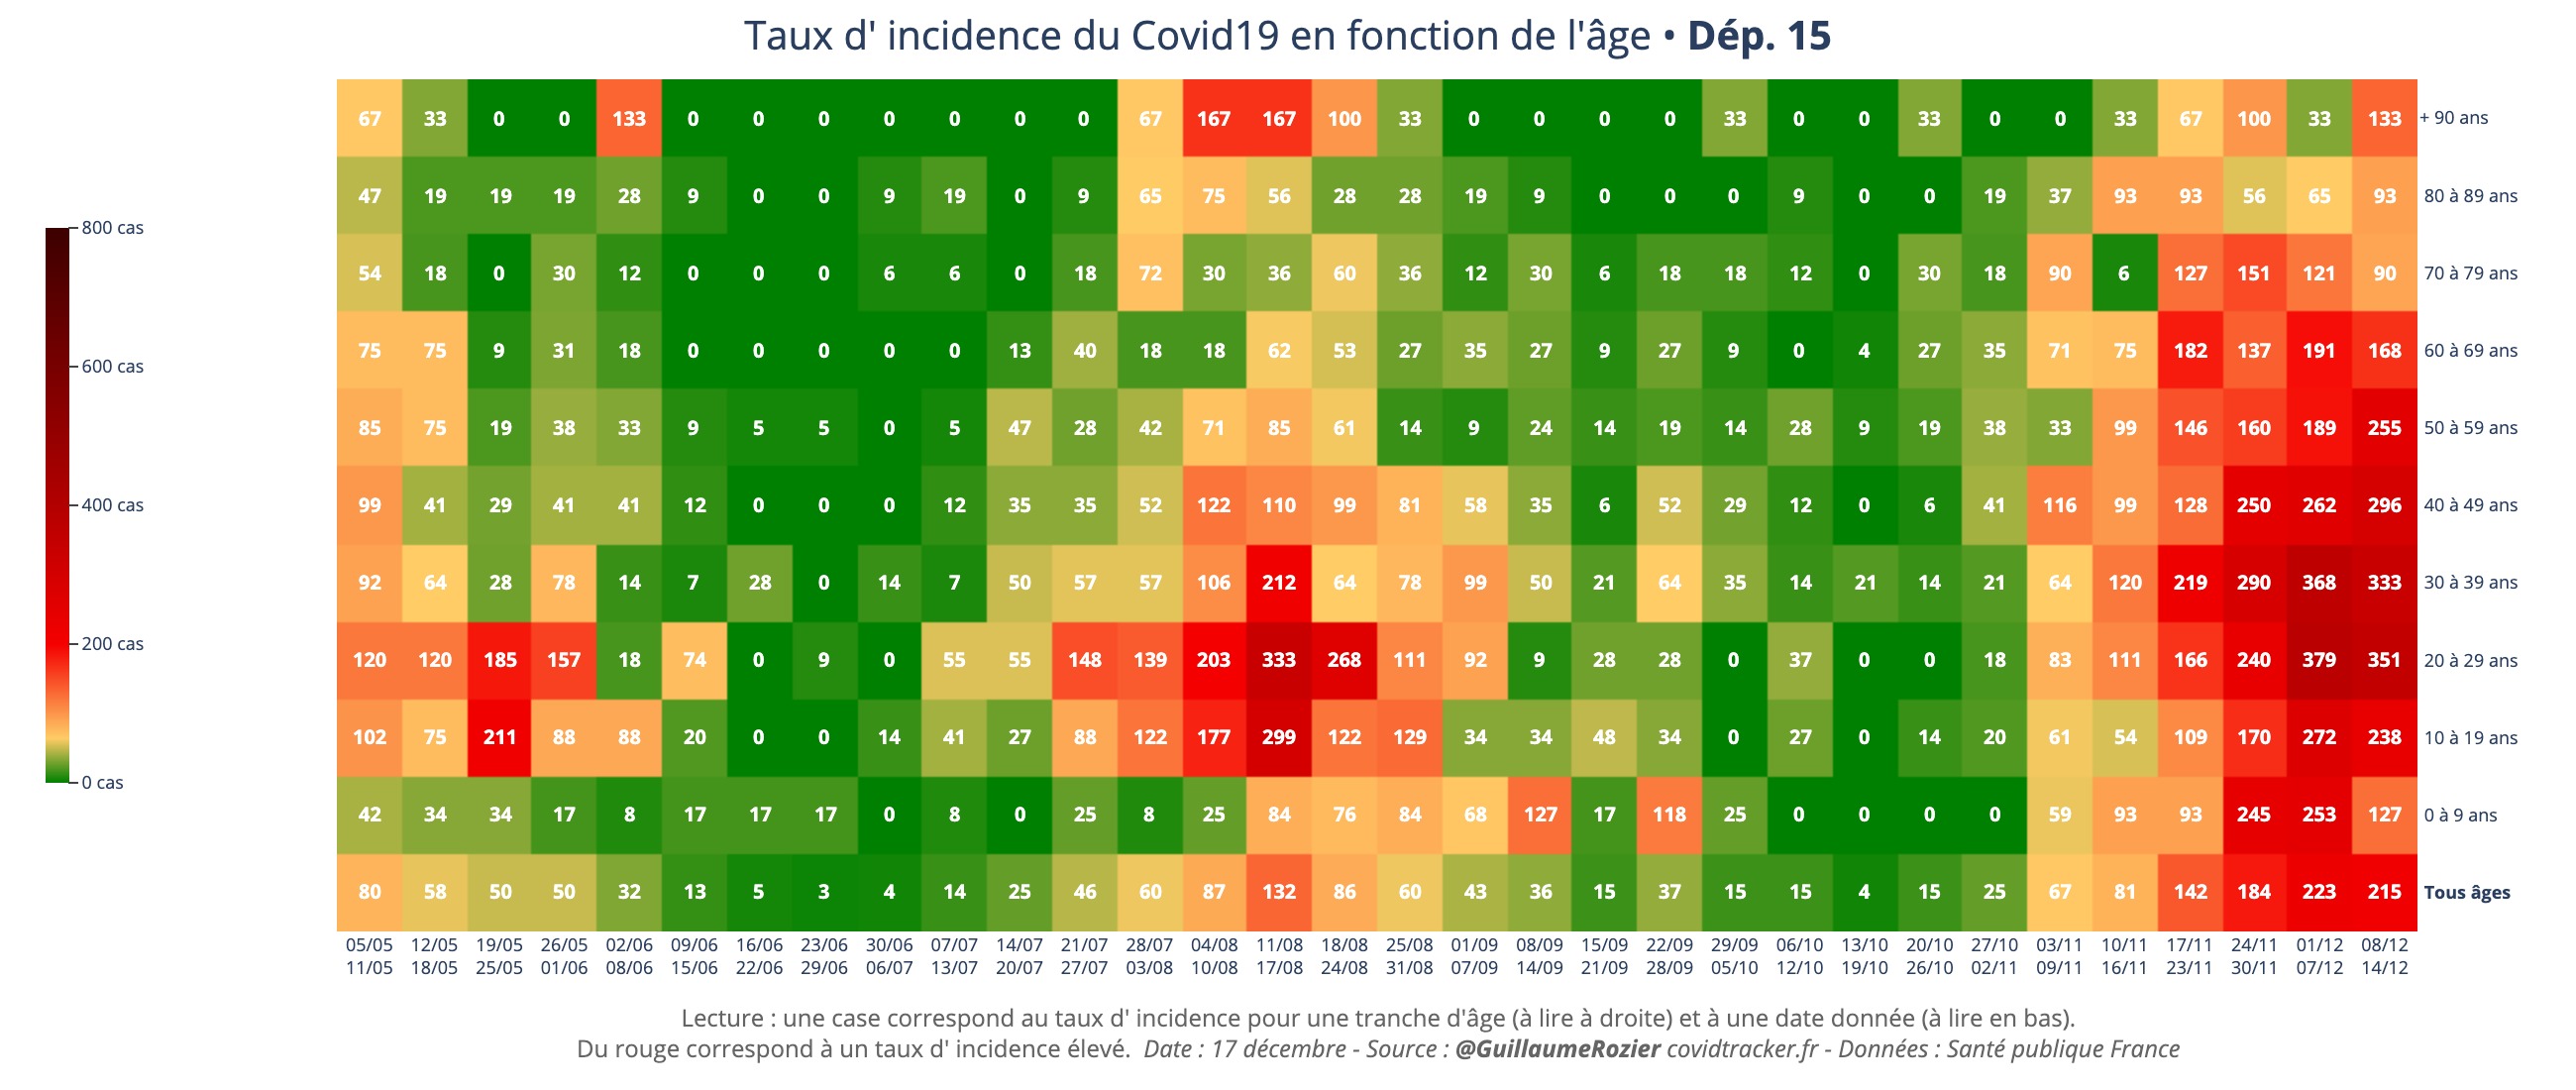 Taux d' incidence du Covid19 en fonction de l'âge • Dép. 15
800 cas
600 cas
400 cas
200 cas
0 cas
67 33 0 0 133 0 0 0 0 0 0 0 67 167 167 100 33 0 0 0 0 33 0 0 33 0 0 33 67 100 33 133 + 90 ans
47 19 19 19 28 9 0 0 9 19 0 9 65 75 56 28 28 19 9 0 0 0 9 0 0 19 37 93 93 56 65 93 80 à 89 ans
54 18 0 30 12 0 0 0 6 6 0 18 72 30 36 60 36 12 30 6 18 18 12 0 30 18 90 6 127 151 121 90 70 à 79 ans
75 75 9 31 18 0 0 0 0 0 13 40 18 18 62 53 27 35 27 9 27 9 0 4 27 35 71 75 182 137 191 168 60 à 69 ans
85 75 19 38 33 9 5 5 0 5 47 28 42 71 85 61 14 9 24 14 19 14 28 9 19 38 33 99 146 160 189 255 50 à 59 ans
99 41 29 41 41 12 0 0 0 12 35 35 52 122 110 99 81 58 35 6 52 29 12 0 6 41 116 99 128 250 262 296 40 à 49 ans
92 64 28 78 14 7 28 0 14 7 50 57 57 106 212 64 78 99 50 21 64 35 14 21 14 21 64 120 219 290 368 333 30 à 39 ans
120 120 185 157 18 74 0 9 0 55 55 148 139 203 333 268 111 92 9 28 28 0 37 0 0 18 83 111 166 240 379 351 20 à 29 ans
102 75 211 88 88 20 0 0 14 41 27 88 122 177 299 122 129 34 34 48 34 0 27 0 14 20 61 54 109 170 272 238 10 à 19 ans
42 34 34 17 8 17 17 17 0 8 0 25 8 25 84 76 84 68 127 17 118 25 0 0 0 0 59 93 93 245 253 127 0 à 9 ans
80 58 50 50 32 13 5 3 4 14 25 46 60 87 132 86 60 43 36 15 37 15 15 4 15 25 67 81 142 184 223 215 Tous âges
05/05 12/05 19/05 26/05 02/06 09/06 16/06 23/06 30/06 07/07 14/07 21/07 28/07 04/08 11/08 18/08 25/08 01/09 08/09 15/09 22/09 29/09 06/10 13/10 20/10 27/10 03/11 10/11 17/11 24/11 01/12 08/12
11/05 18/05 25/05 01/06 08/06 15/06 22/06 29/06 06/07 13/07 20/07 27/07 03/08 10/08 17/08 24/08 31/08 07/09 14/09 21/09 28/09 05/10 12/10 19/10 26/10 02/11 09/11 16/11 23/11 30/11 07/12 14/12
Lecture : une case correspond au taux d' incidence pour une tranche d'âge (à lire à droite) et à une date donnée (à lire en bas).
Du rouge correspond à un taux d' incidence élevé. Date : 17 décembre - Source : @GuillaumeRozier covidtracker.fr - Données : Santé publique France